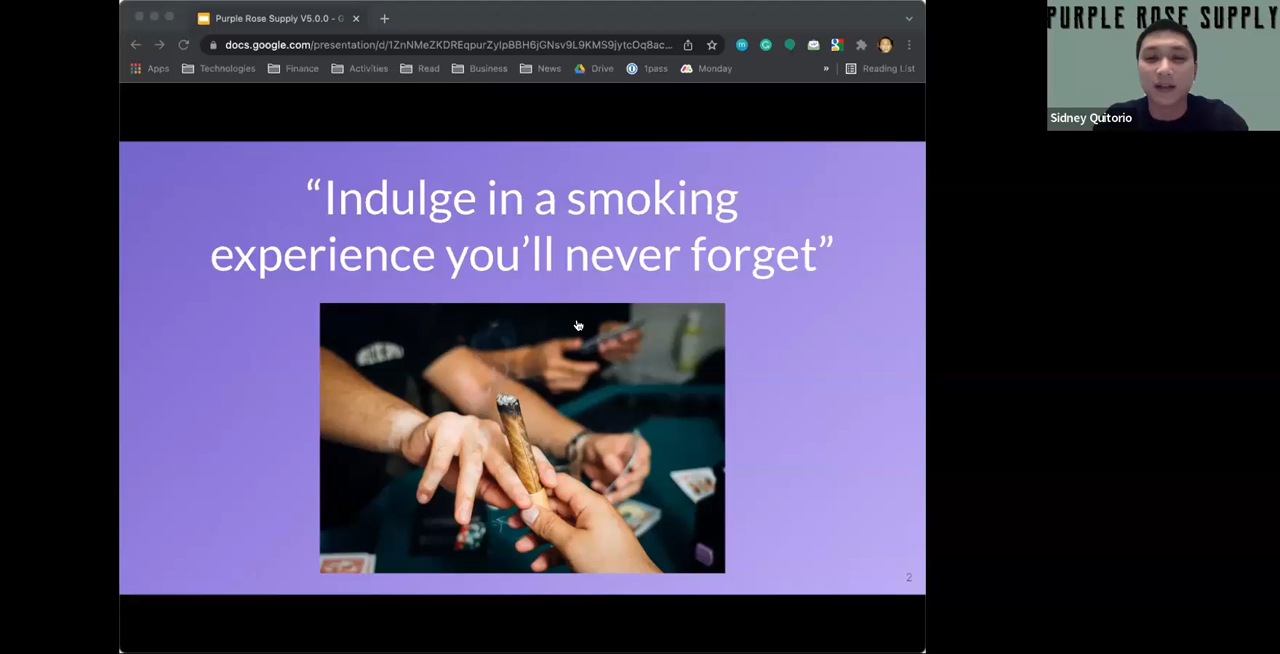 Purple Rose Supply V5.0.0 - G
docs.google.com/presentation/d/1ZnNMeZKDREqpurZylpBBH6jGNsv9L9KMS9jytcOq8ac...
Apps Technologies Finance Activities Read Business News Drive 1pass Monday » Reading List
“Indulge in a smoking
experience you’ll never forget”
2
PURPLE ROSE SUPPLY
Sidney Quitorio